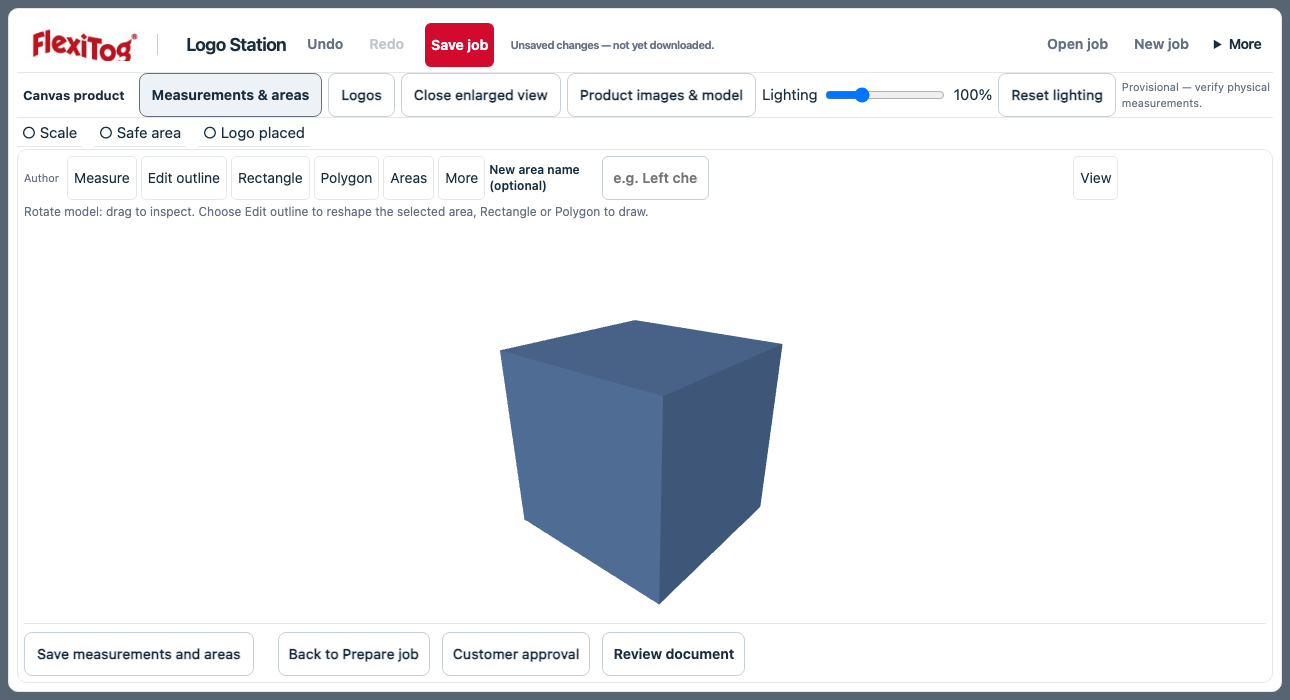 FlexiTog®
Logo Station
Undo
Redo
Save job
Unsaved changes — not yet downloaded.
Open job
New job
More
Canvas product
Measurements & areas
Logos
Close enlarged view
Product images & model
Lighting
100%
Reset lighting
Provisional — verify physical
measurements.
Scale
Safe area
Logo placed
Author
Measure
Edit outline
Rectangle
Polygon
Areas
More
New area name
(optional)
e.g. Left che
View
Rotate model: drag to inspect. Choose Edit outline to reshape the selected area, Rectangle or Polygon to draw.
Save measurements and areas
Back to Prepare job
Customer approval
Review document